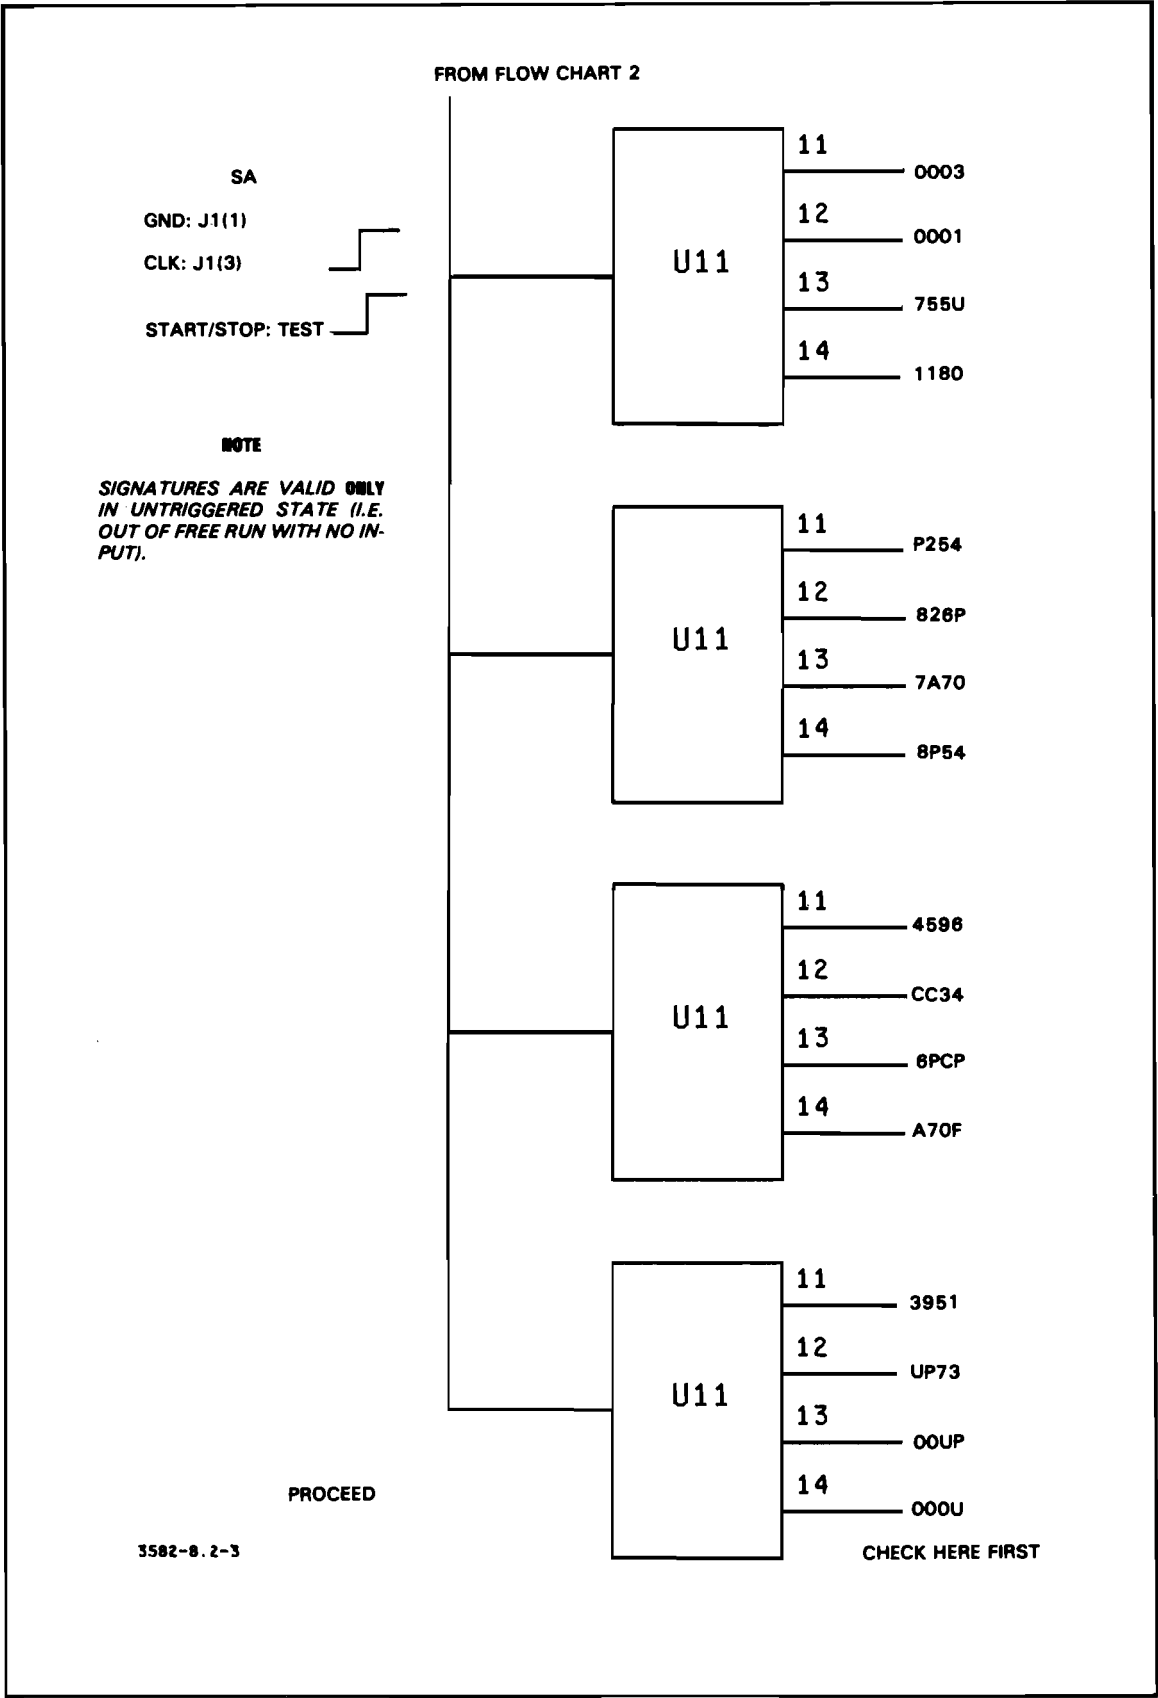 FROM FLOW CHART 2
SA
GND: J1(1)
CLK: J1(3)
START/STOP: TEST
NOTE
SIGNATURES ARE VALID ONLY
IN UNTRIGGERED STATE (I.E.
OUT OF FREE RUN WITH NO IN-
PUT).
U11
11
0003
12
0001
13
755U
14
1180
U11
11
P254
12
826P
13
7A70
14
8P54
U11
11
4596
12
CC34
13
6PCP
14
A70F
U11
11
3951
12
UP73
13
00UP
14
000U
PROCEED
3582-8.2-3
CHECK HERE FIRST